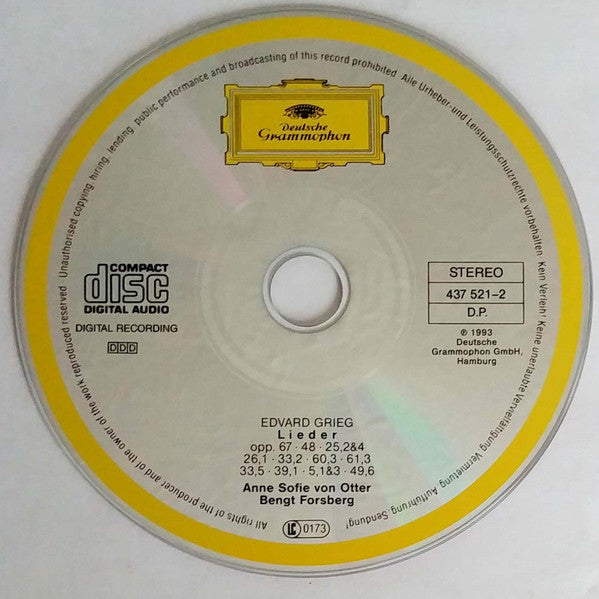 Deutsche
Grammophon
COMPACT
disc
DIGITAL AUDIO
DIGITAL RECORDING
DDD
STEREO
437 521-2
D.P.
℗ 1993
Deutsche
Grammophon GmbH,
Hamburg
EDVARD GRIEG
Lieder
opp. 67 · 48 · 25,2&4
26,1 · 33,2 · 60,3 · 61,3
33,5 · 39,1 · 5,1&3 · 49,6
Anne Sofie von Otter
Bengt Forsberg
LC 0173
All rights of the producer and of the owner of the work reproduced reserved Unauthorised copying, hiring, lending, public performance and broadcasting of this record prohibited Alle Urheber- und Leistungsschutzrechte vorbehalten Kein Verleih! Keine unerlaubte Vervielfältigung, Vermietung, Aufführung, Sendung!